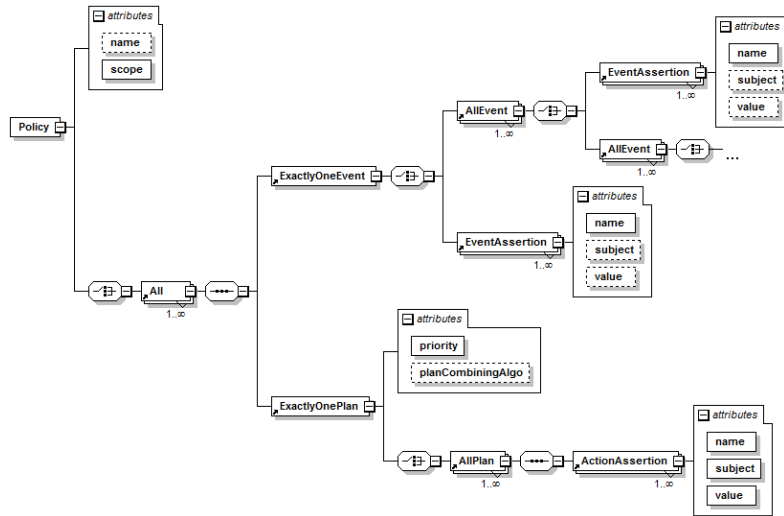 attributes
name
scope
Policy
All
1..∞
ExactlyOneEvent
AllEvent
1..∞
EventAssertion
1..∞
attributes
name
subject
value
AllEvent
1..∞
...
EventAssertion
1..∞
attributes
name
subject
value
ExactlyOnePlan
attributes
priority
planCombiningAlgo
AllPlan
1..∞
ActionAssertion
1..∞
attributes
name
subject
value